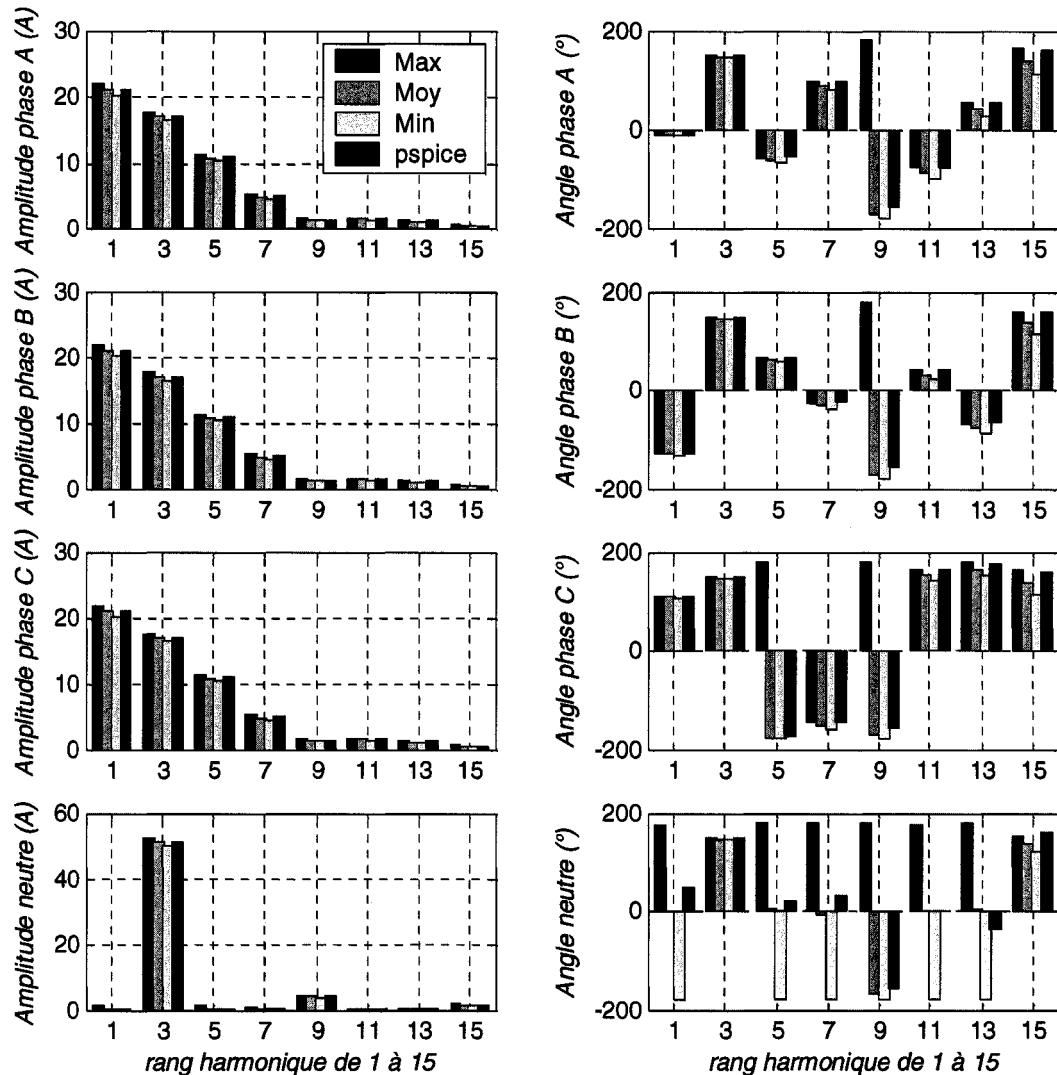 Amplitude phase A (A)
30
20
10
0
Max
Moy
Min
pspice
1 3 5 7 9 11 13 15
Angle phase A (°)
200
0
-200
1 3 5 7 9 11 13 15
Amplitude phase B (A)
30
20
10
0
1 3 5 7 9 11 13 15
Angle phase B (°)
200
0
-200
1 3 5 7 9 11 13 15
Amplitude phase C (A)
30
20
10
0
1 3 5 7 9 11 13 15
Angle phase C (°)
200
0
-200
1 3 5 7 9 11 13 15
Amplitude neutre (A)
60
40
20
0
1 3 5 7 9 11 13 15
rang harmonique de 1 à 15
Angle neutre (°)
200
0
-200
1 3 5 7 9 11 13 15
rang harmonique de 1 à 15